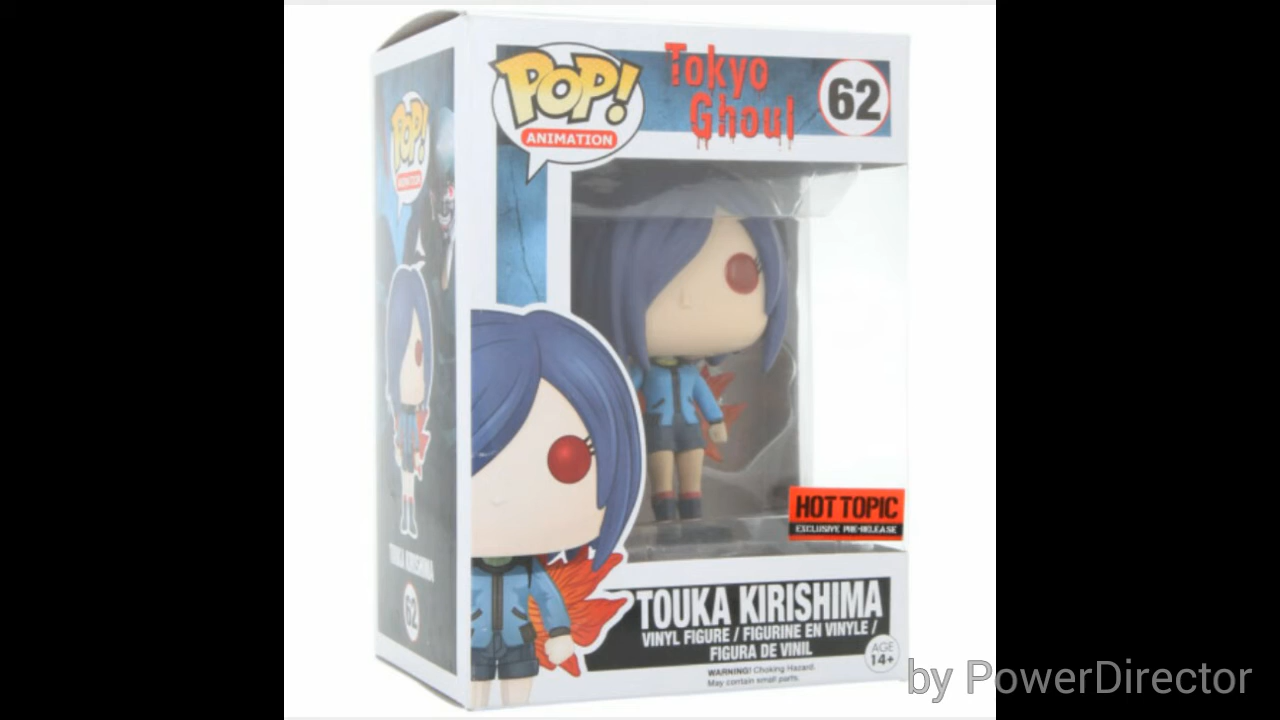 POP!
ANIMATION
Tokyo
Ghoul
62
POP!
ANIMATION
HOT TOPIC
EXCLUSIVE PRE-RELEASE
TOUKA KIRISHIMA
VINYL FIGURE / FIGURINE EN VINYLE /
FIGURA DE VINIL
AGE
14+
WARNING! Choking Hazard.
May contain small parts.
TOUKA KIRISHIMA
62
by PowerDirector